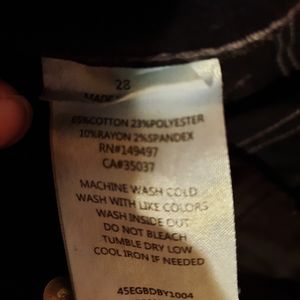 28
MADE
65%COTTON 23%POLYESTER
10%RAYON 2%SPANDEX
RN#149497
CA#35037
MACHINE WASH COLD
WASH WITH LIKE COLORS
WASH INSIDE OUT
DO NOT BLEACH
TUMBLE DRY LOW
COOL IRON IF NEEDED
45EGBDBY1004